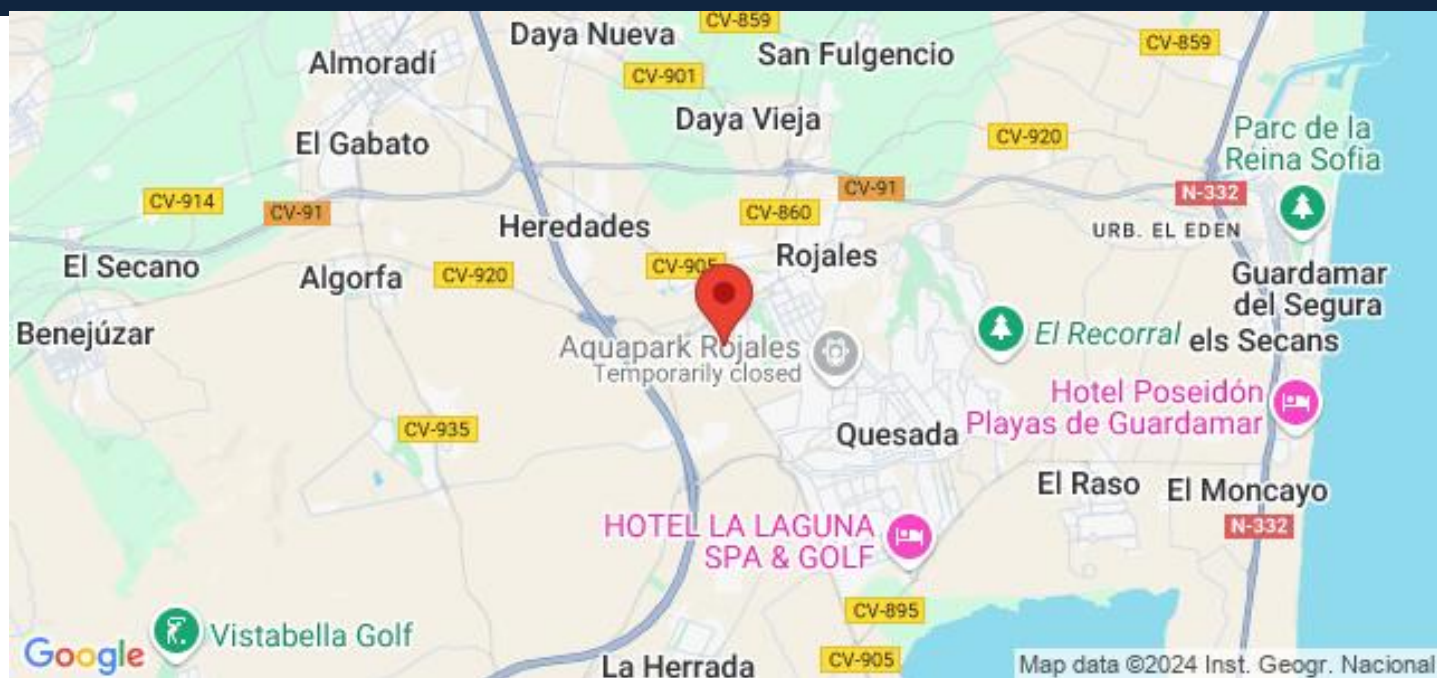 CV-859
Daya Nueva
San Fulgencio
CV-859
Almoradí
CV-901
Daya Vieja
CV-920
Parc de la
Reina Sofia
El Gabato
CV-914
CV-91
CV-91
N-332
CV-860
Heredades
URB. EL EDEN
Rojales
El Secano
Algorfa
CV-920
CV-905
Guardamar
del Segura
Benejúzar
El Recorral
els Secans
Aquapark Rojales
Temporarily closed
Hotel Poseidón
Playas de Guardamar
CV-935
Quesada
El Raso
El Moncayo
HOTEL LA LAGUNA
SPA & GOLF
N-332
CV-895
Vistabella Golf
Google
La Herrada
CV-905
Map data ©2024 Inst. Geogr. Nacional